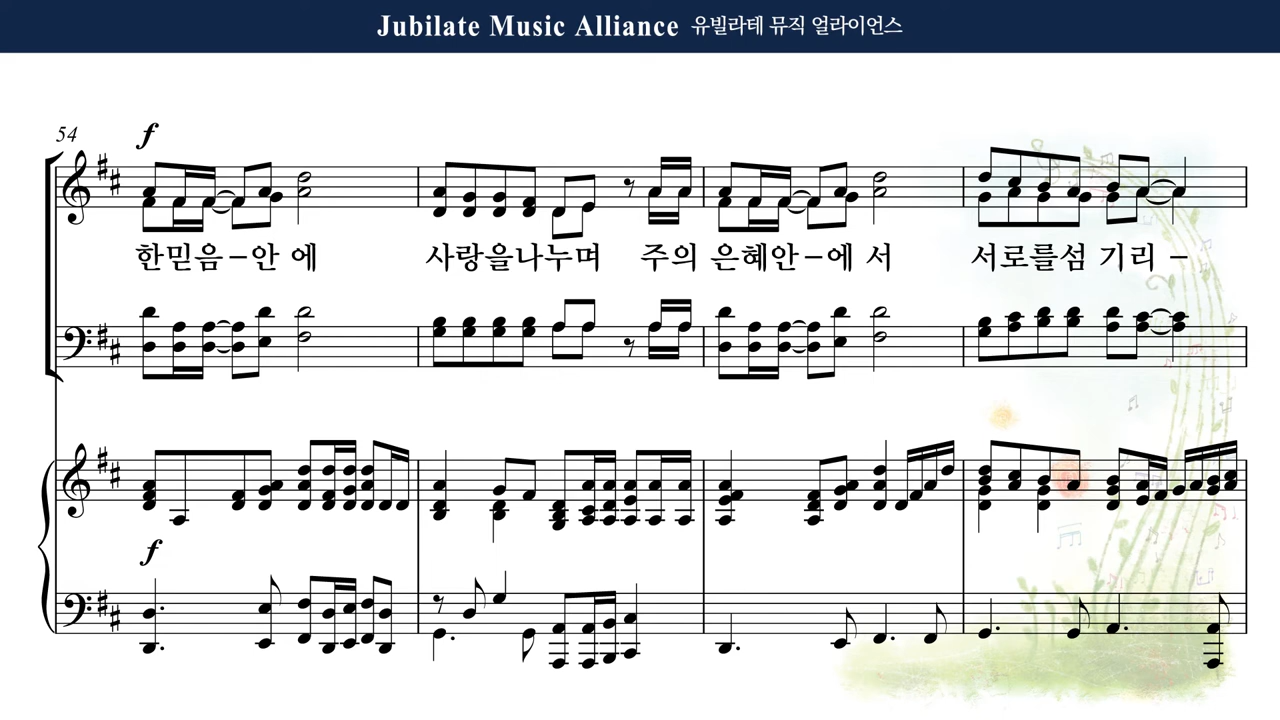 Jubilate Music Alliance 유빌라테 뮤직 얼라이언스
54
f
한믿음-안 에 사랑을나누며 주의 은혜안-에 서 서로를섬 기리-
f